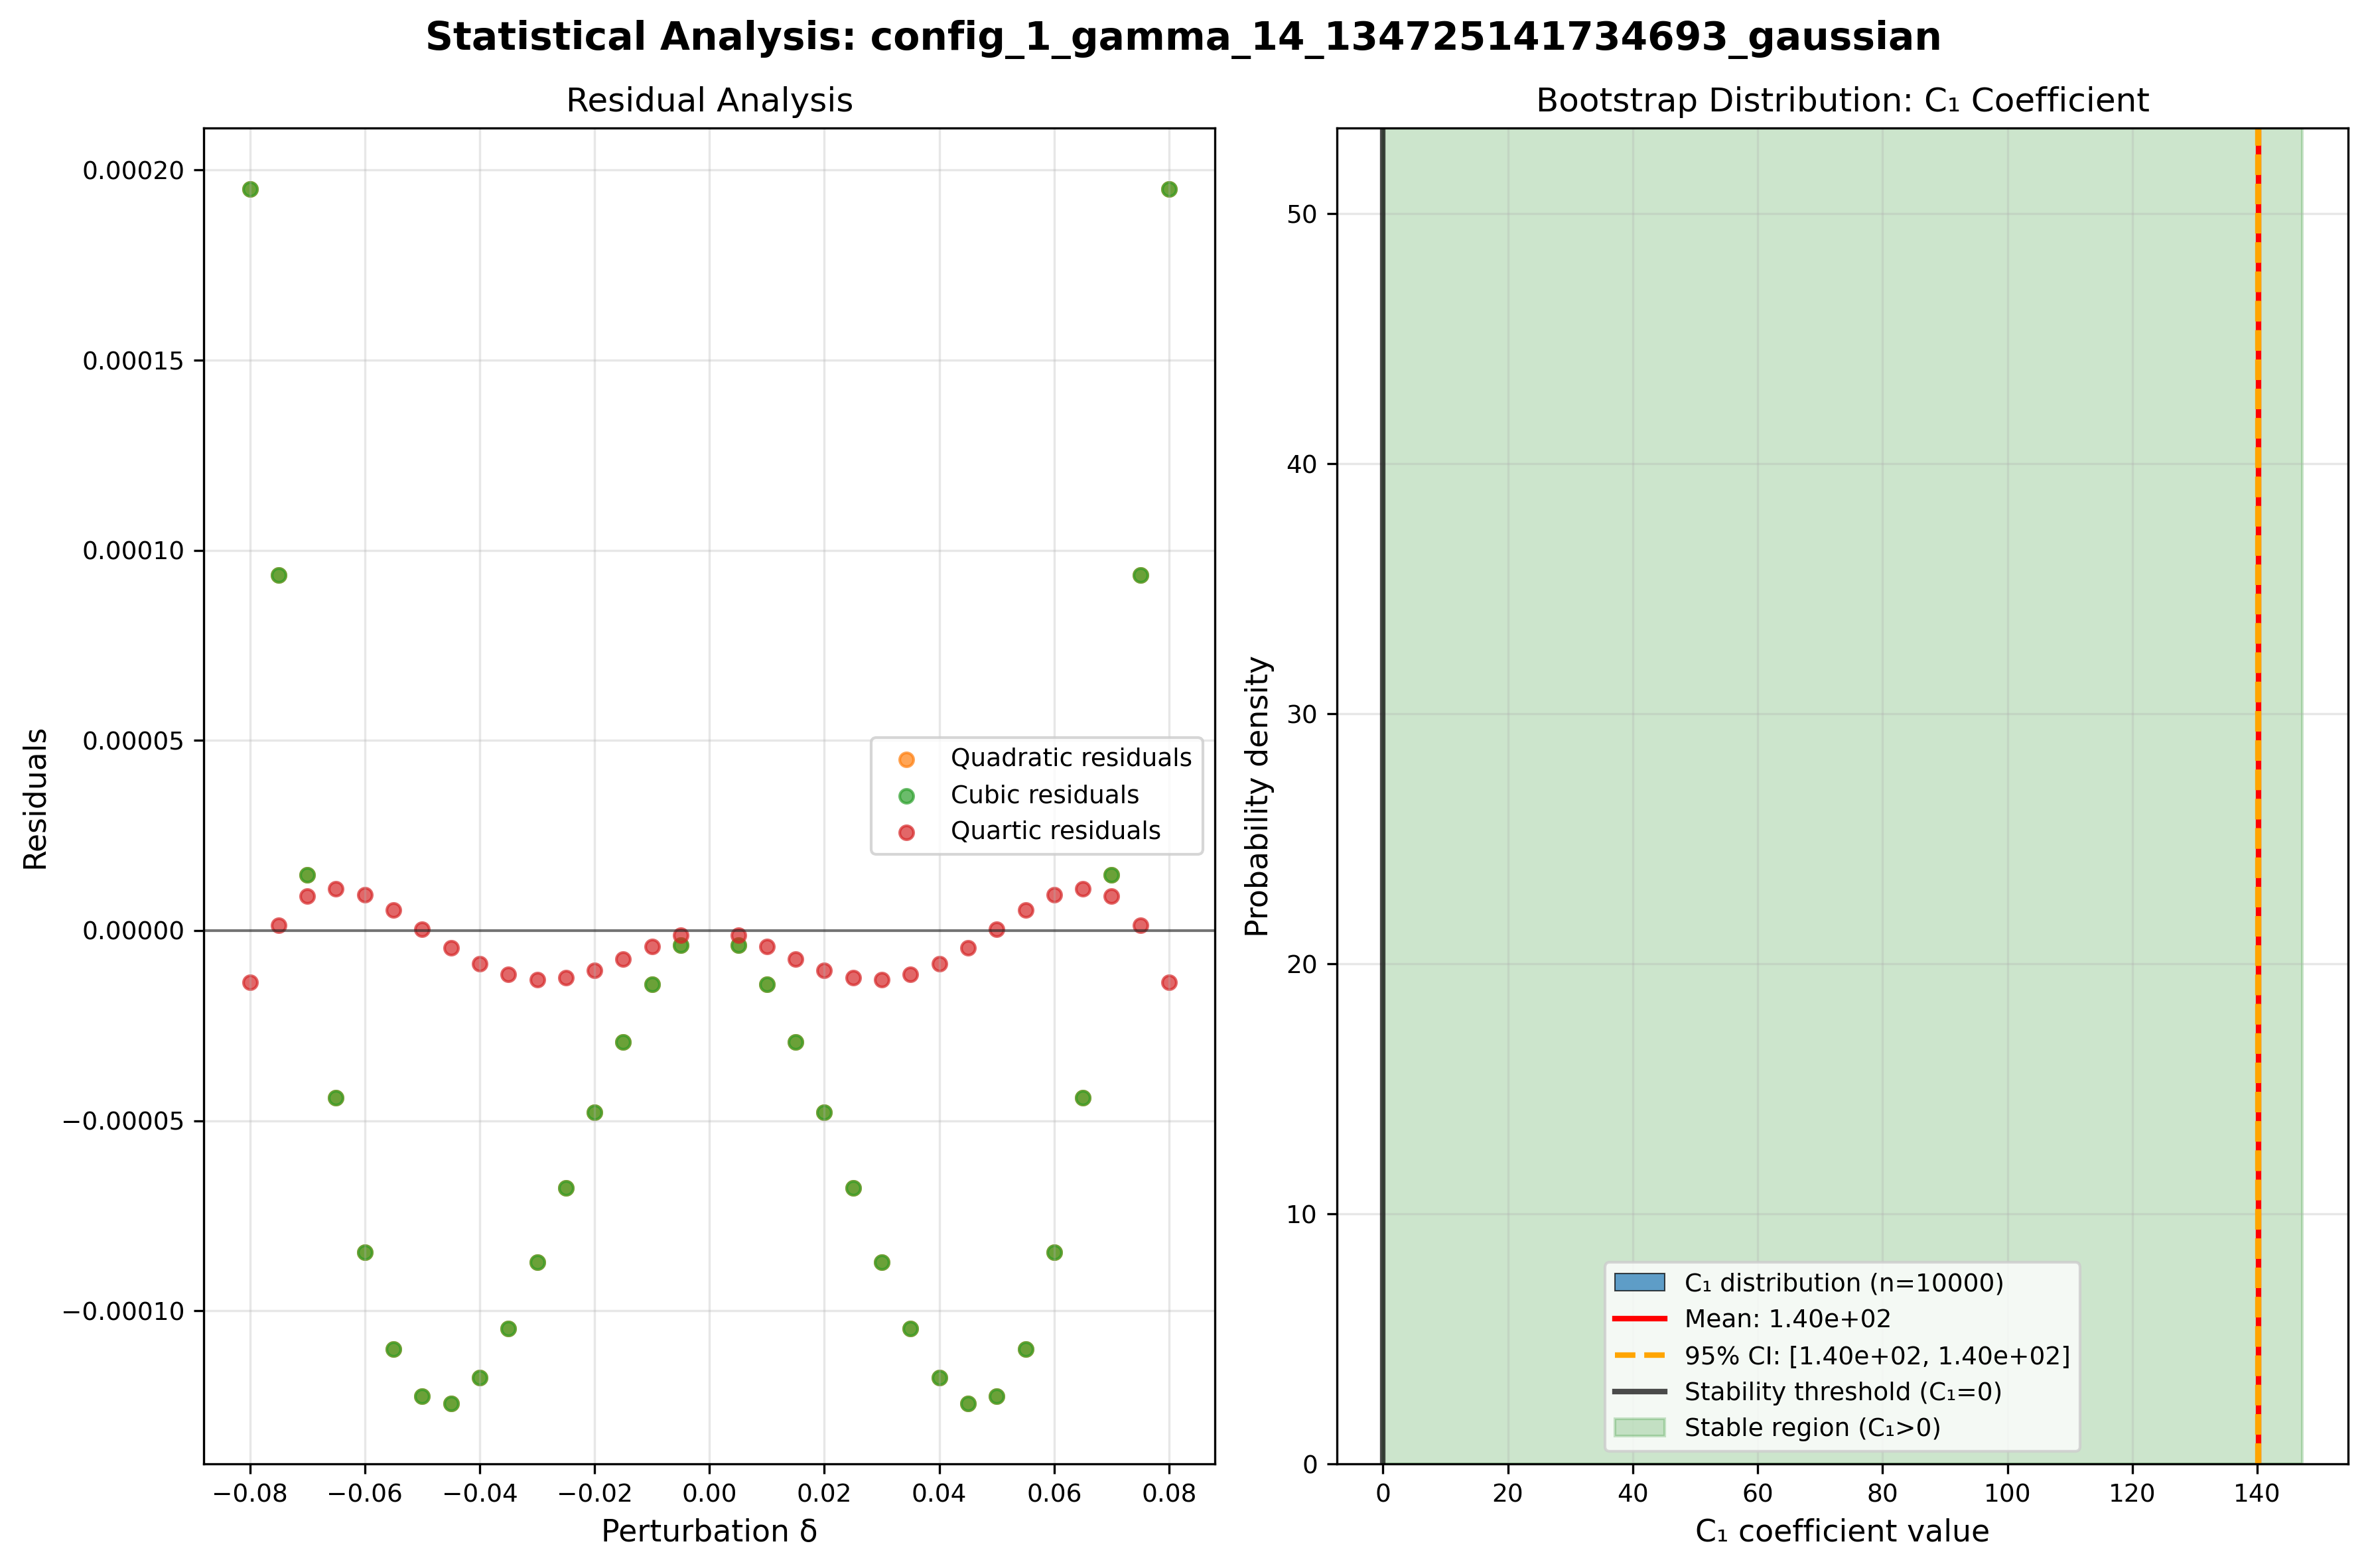 Statistical Analysis: config_1_gamma_14_134725141734693_gaussian
Residual Analysis
0.00020
0.00015
0.00010
0.00005
0.00000
−0.00005
−0.00010
Residuals
Quadratic residuals
Cubic residuals
Quartic residuals
−0.08 −0.06 −0.04 −0.02 0.00 0.02 0.04 0.06 0.08
Perturbation δ
Bootstrap Distribution: C₁ Coefficient
50
40
30
20
10
0
Probability density
C₁ distribution (n=10000)
Mean: 1.40e+02
95% CI: [1.40e+02, 1.40e+02]
Stability threshold (C₁=0)
Stable region (C₁>0)
0 20 40 60 80 100 120 140
C₁ coefficient value